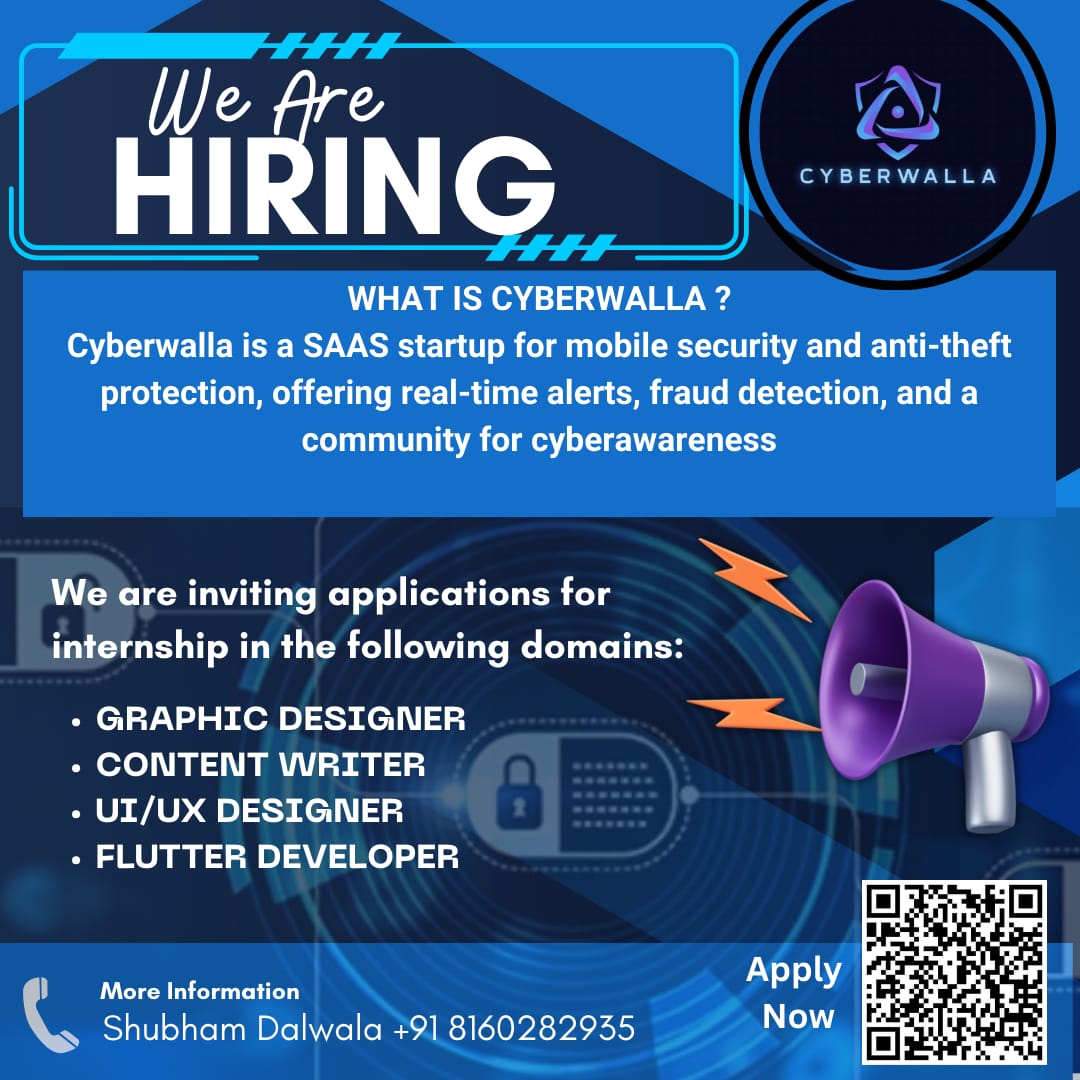 We Are
HIRING
CYBERWALLA
WHAT IS CYBERWALLA ?
Cyberwalla is a SAAS startup for mobile security and anti-theft
protection, offering real-time alerts, fraud detection, and a
community for cyberawareness
We are inviting applications for
internship in the following domains:
• GRAPHIC DESIGNER
• CONTENT WRITER
• UI/UX DESIGNER
• FLUTTER DEVELOPER
More Information
Shubham Dalwala +91 8160282935
Apply
Now